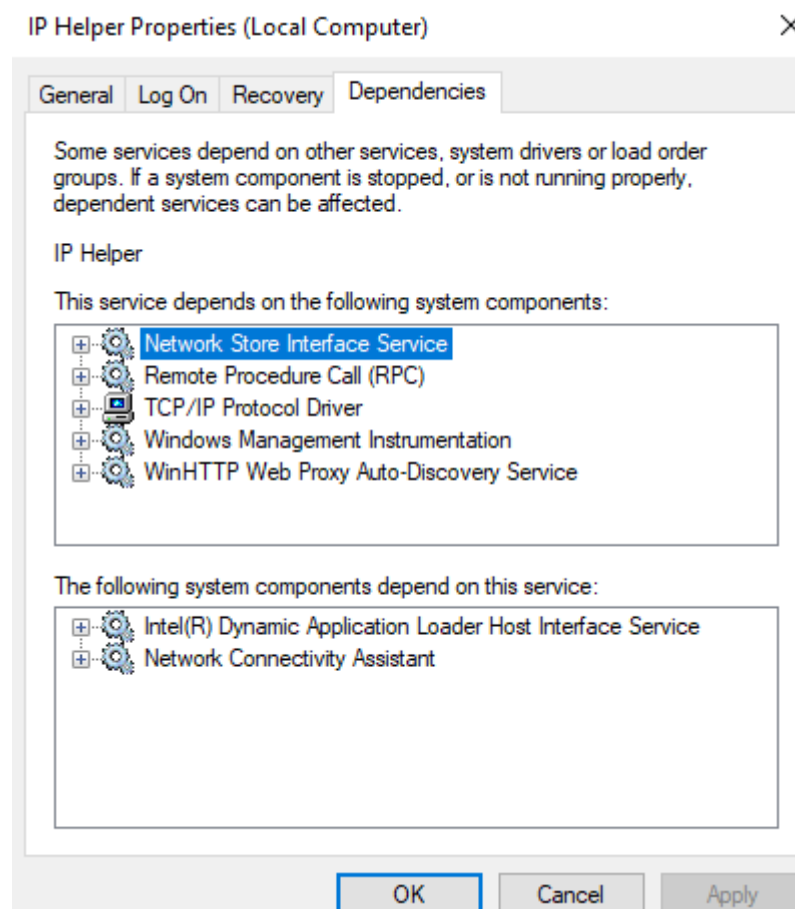 IP Helper Properties (Local Computer)
General Log On Recovery Dependencies
Some services depend on other services, system drivers or load order
groups. If a system component is stopped, or is not running properly,
dependent services can be affected.
IP Helper
This service depends on the following system components:
Network Store Interface Service
Remote Procedure Call (RPC)
TCP/IP Protocol Driver
Windows Management Instrumentation
WinHTTP Web Proxy Auto-Discovery Service
The following system components depend on this service:
Intel(R) Dynamic Application Loader Host Interface Service
Network Connectivity Assistant
OK Cancel Apply